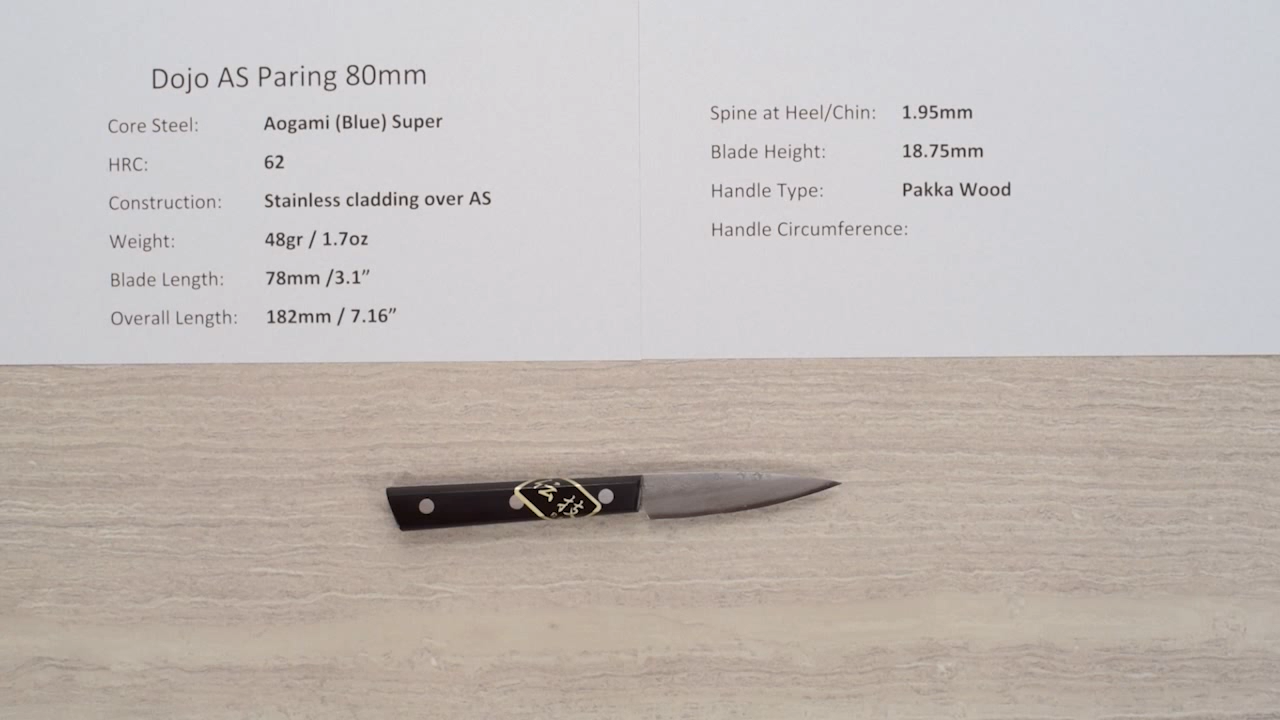 Dojo AS Paring 80mm
Core Steel: Aogami (Blue) Super
HRC: 62
Construction: Stainless cladding over AS
Weight: 48gr / 1.7oz
Blade Length: 78mm /3.1”
Overall Length: 182mm / 7.16”
Spine at Heel/Chin: 1.95mm
Blade Height: 18.75mm
Handle Type: Pakka Wood
Handle Circumference: